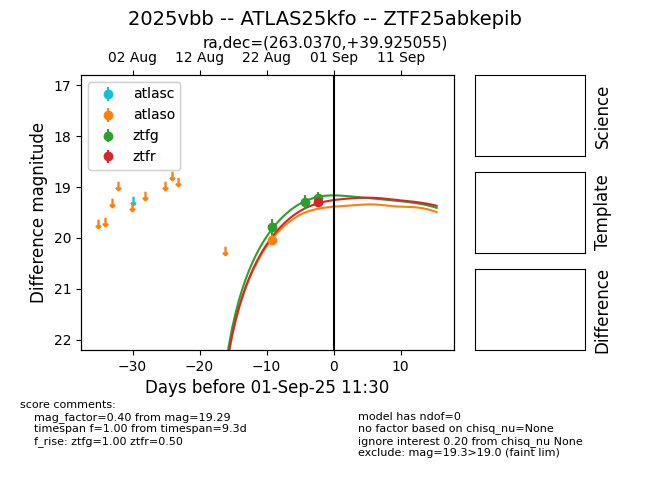 2025vbb -- ATLAS25kfo -- ZTF25abkepib
ra,dec=(263.0370,+39.925055)
02 Aug 12 Aug 22 Aug 01 Sep 11 Sep
atlasc
atlaso
ztfg
ztfr
17
18
19
20
21
22
Difference magnitude
−30 −20 −10 0 10
Days before 01-Sep-25 11:30
Science
Template
Difference
score comments:
mag_factor=0.40 from mag=19.29
timespan f=1.00 from timespan=9.3d
f_rise: ztfg=1.00 ztfr=0.50
model has ndof=0
no factor based on chisq_nu=None
ignore interest 0.20 from chisq_nu None
exclude: mag=19.3>19.0 (faint lim)